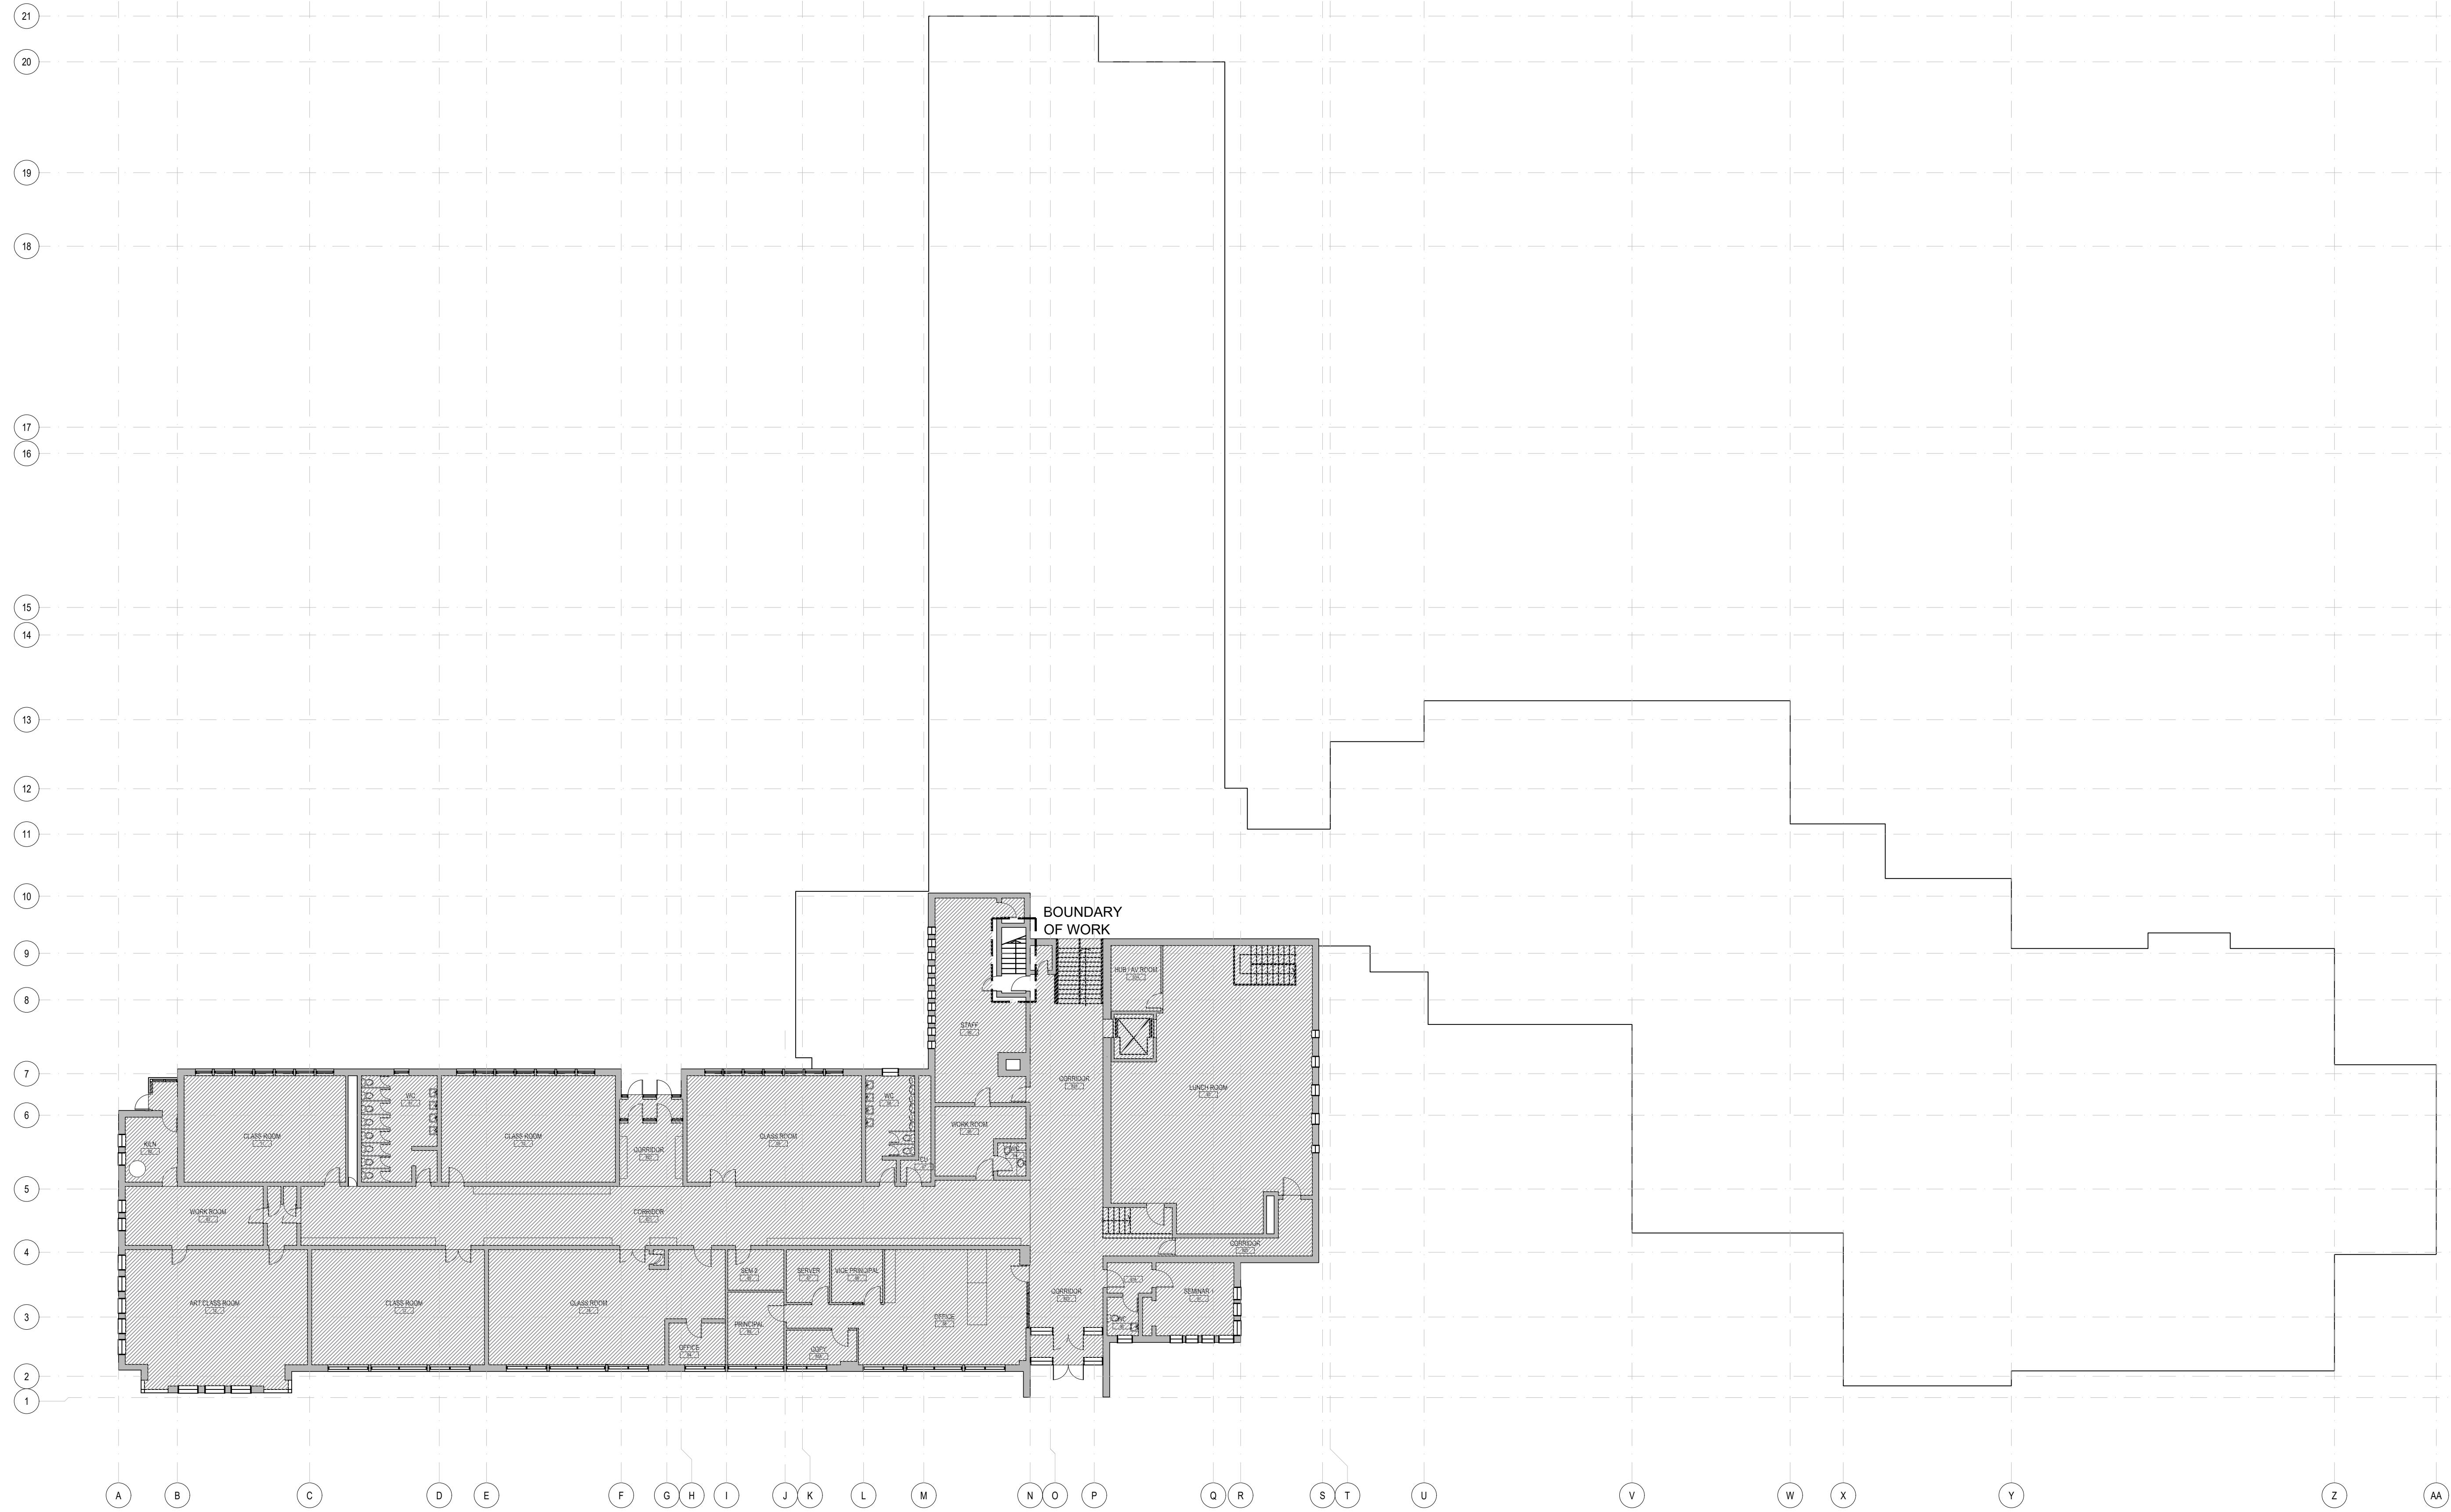 21
20
19
18
17
16
15
14
13
12
11
10
9
8
7
6
5
4
3
2
1
BOUNDARY
OF WORK
HUB / AV ROOM
STAFF
CORRIDOR
LUNCH ROOM
WC
WC
CLASS ROOM
CLASS ROOM
CLASS ROOM
KILN
WORK ROOM
CORRIDOR
WORK ROOM
CORRIDOR
CORRIDOR
SEM 2
SERVER
VICE PRINCIPAL
CORRIDOR
SEMINAR 1
ART CLASS ROOM
CLASS ROOM
CLASS ROOM
PRINCIPAL
OFFICE
WC
OFFICE
COPY
A
B
C
D
E
F
G
H
I
J
K
L
M
N
O
P
Q
R
S
T
U
V
W
X
Y
Z
AA